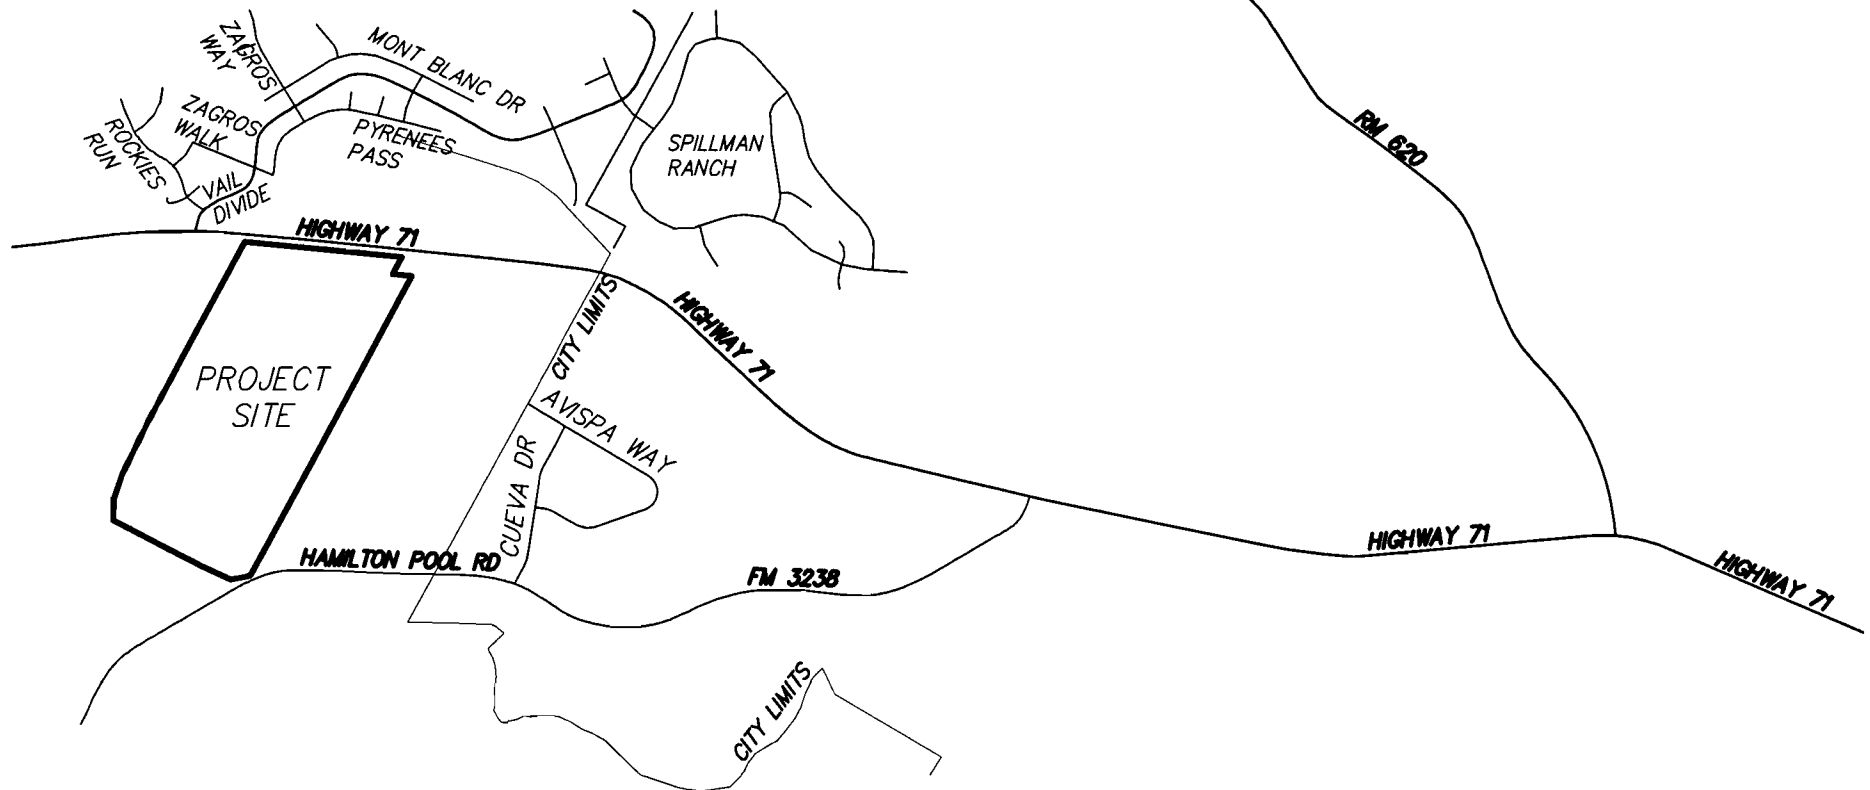 ZAGROS
WAY
MONT BLANC DR
ZAGROS
WALK
ROCKIES
RUN
PYRENEES
PASS
VAIL
DIVIDE
SPILLMAN
RANCH
RM 620
HIGHWAY 71
HIGHWAY 71
CITY LIMITS
PROJECT
SITE
AVISPA WAY
CUEVA DR
HAMILTON POOL RD
FM 3238
HIGHWAY 71
HIGHWAY 71
CITY LIMITS